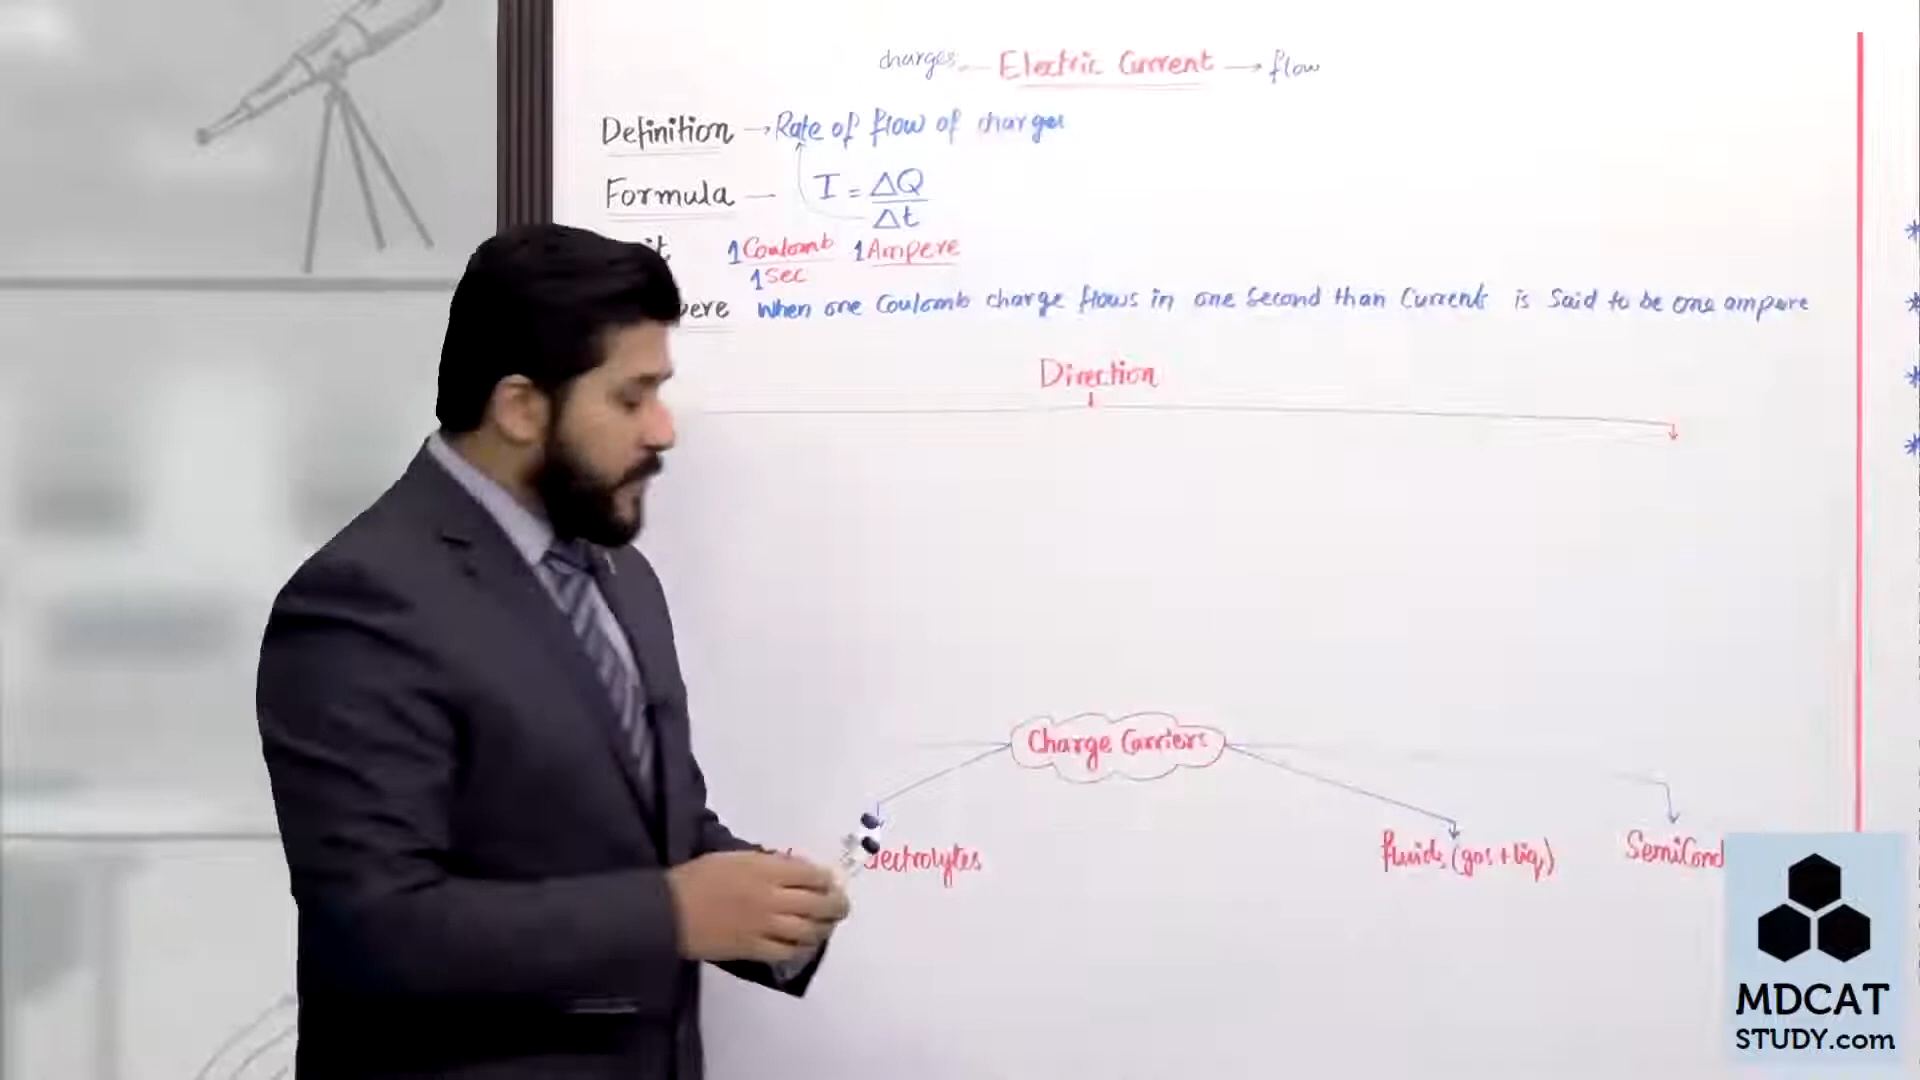 charges — Electric Current → flow
Definition → Rate of flow of charges
Formula — I = ΔQ
Δt
1 Coulomb 1 Ampere
1 Sec
When one Coulomb charge flows in one Second than Current is Said to be one ampere
Direction
Charge Carriers
fluids (gas + liq) SemiCond
MDCAT
STUDY.com